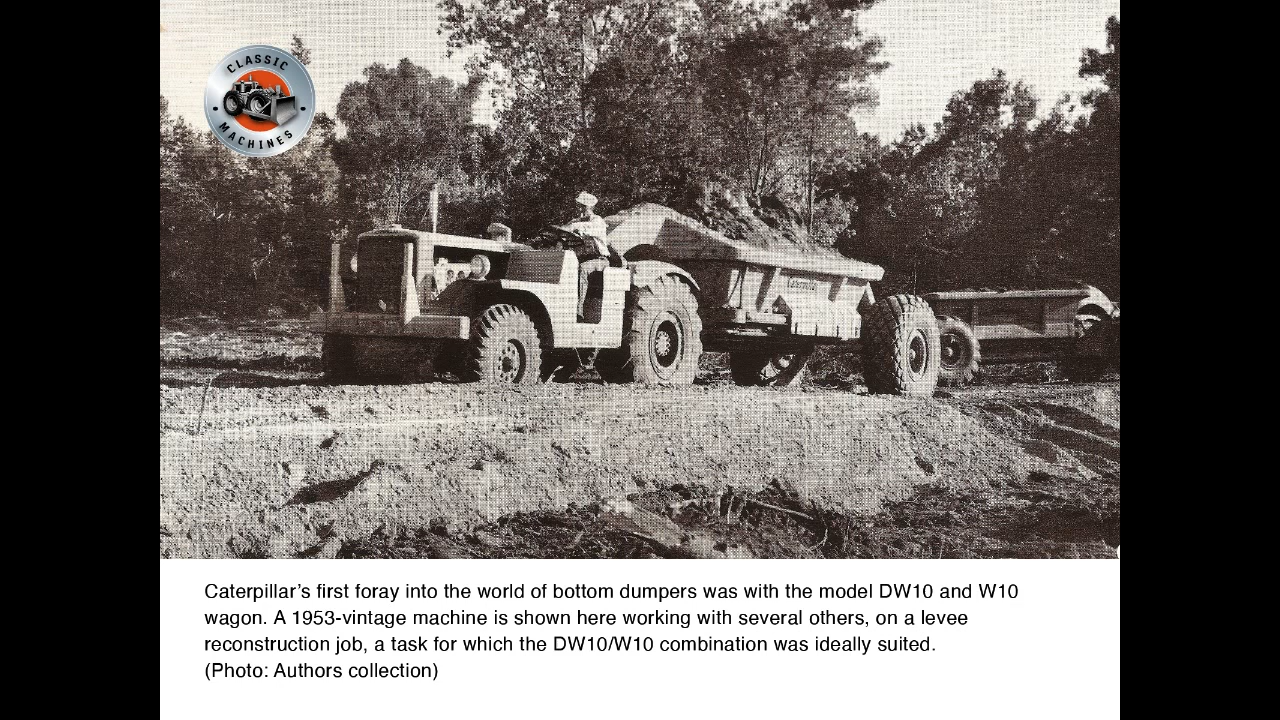 CLASSIC
MACHINES
Caterpillar
Caterpillar’s first foray into the world of bottom dumpers was with the model DW10 and W10
wagon. A 1953-vintage machine is shown here working with several others, on a levee
reconstruction job, a task for which the DW10/W10 combination was ideally suited.
(Photo: Authors collection)